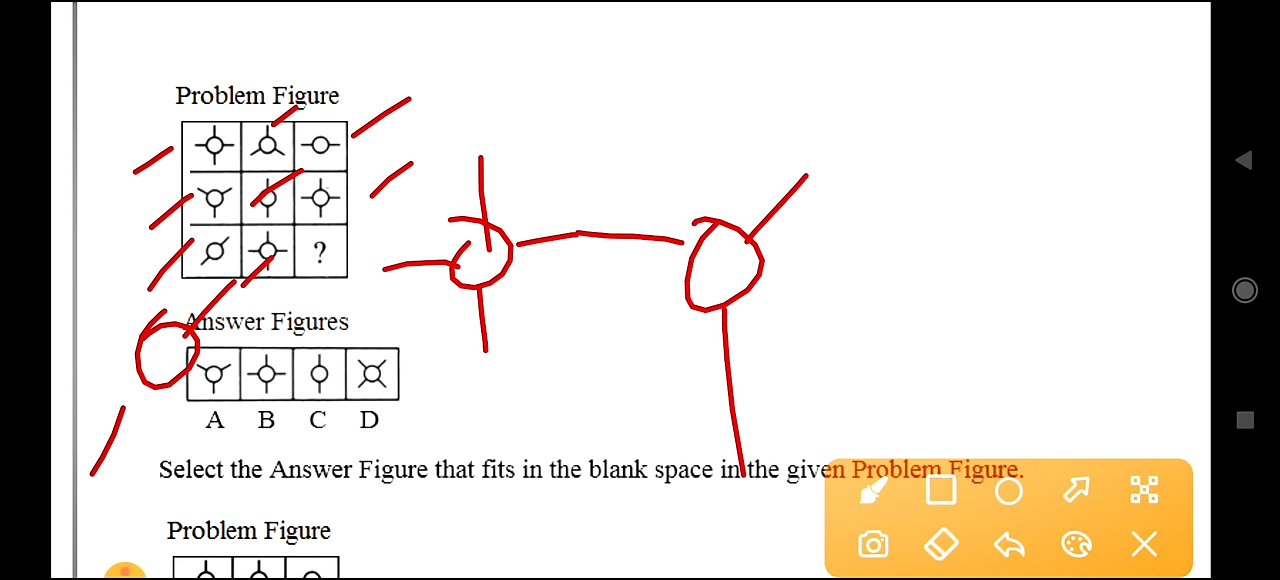 Problem Figure
?
Answer Figures
A B C D
Select the Answer Figure that fits in the blank space in the given Problem Figure.
Problem Figure